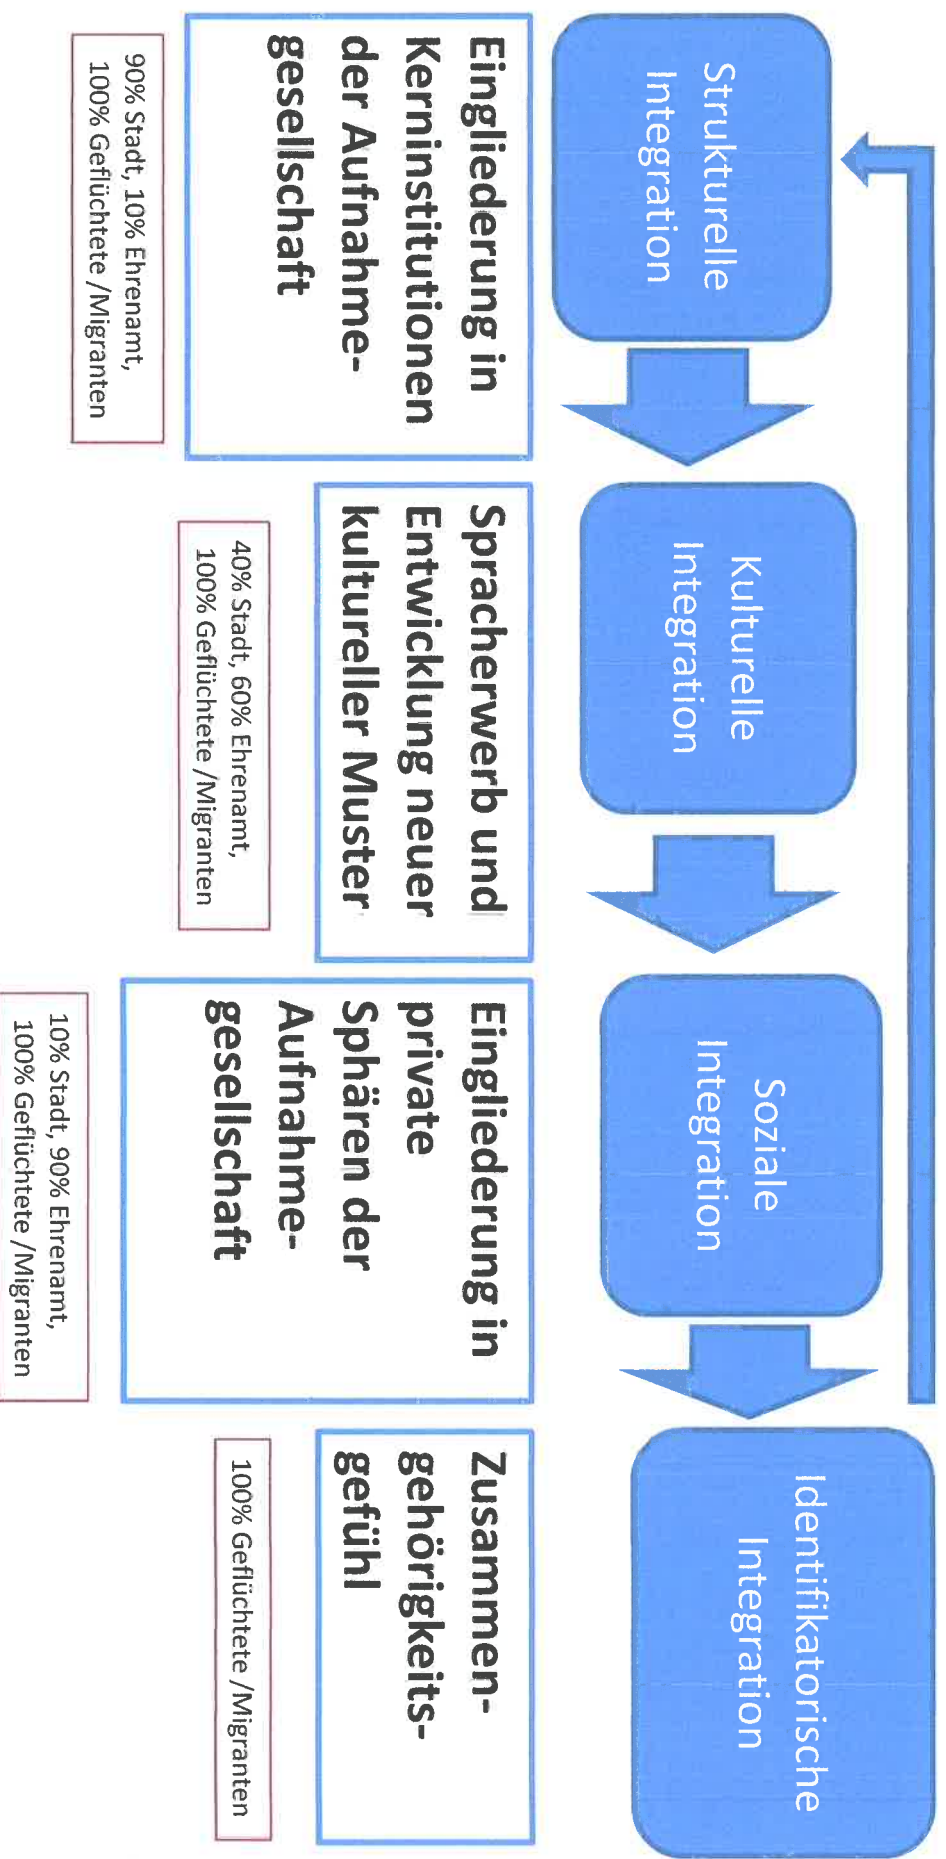 Strukturelle
Integration
Eingliederung in
Kerninstitutionen
der Aufnahme-
gesellschaft
90% Stadt, 10% Ehrenamt,
100% Geflüchtete /Migranten
Kulturelle
Integration
Spracherwerb und
Entwicklung neuer
kultureller Muster
40% Stadt, 60% Ehrenamt,
100% Geflüchtete /Migranten
Soziale
Integration
Eingliederung in
private
Sphären der
Aufnahme-
gesellschaft
10% Stadt, 90% Ehrenamt,
100% Geflüchtete /Migranten
Identifikatorische
Integration
Zusammen-
gehörigkeits-
gefühl
100% Geflüchtete /Migranten